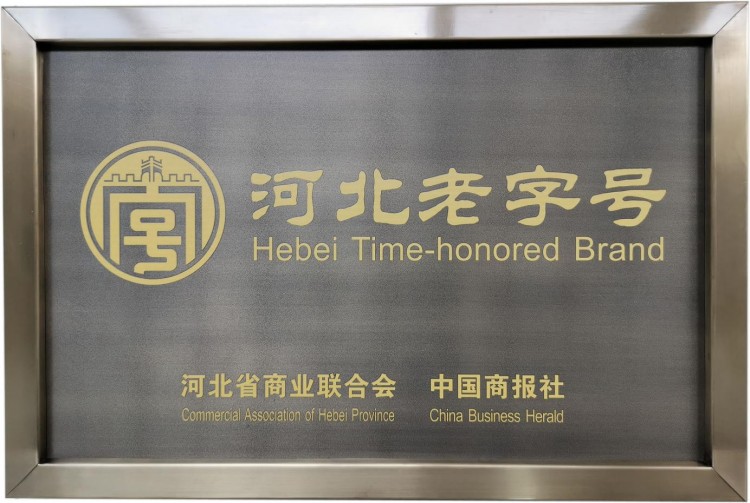 河北老字号
Hebei Time-honored Brand
河北省商业联合会 中国商报社
Commercial Association of Hebei Province China Business Herald